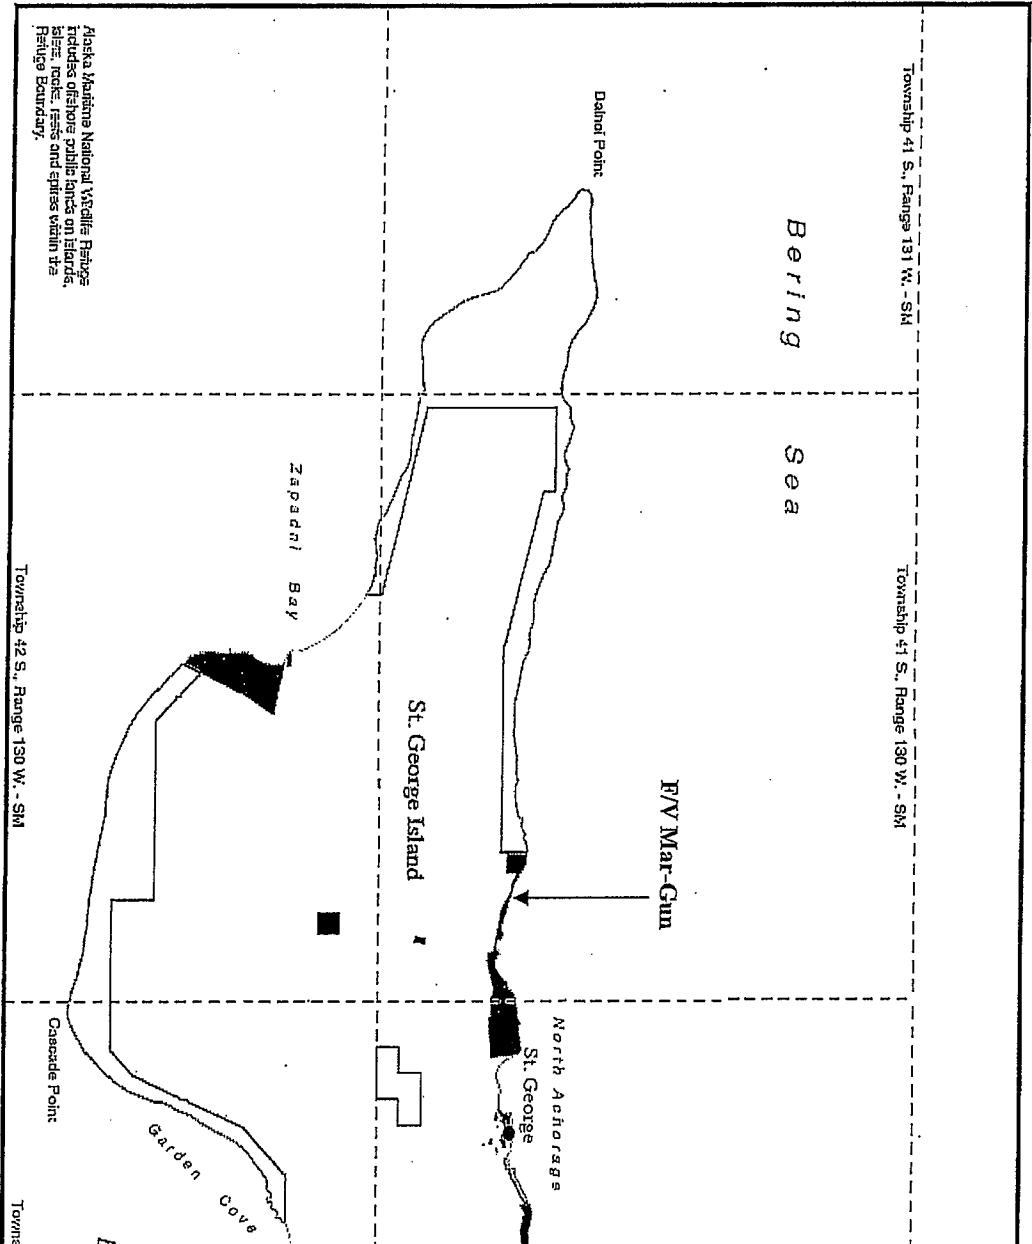 Township 41 S., Range 131 W. - SM
Township 41 S., Range 130 W. - SM
Bering Sea
Dalnoi Point
F/V Mar-Gun
North Achorage
St. George
St. George Island
Zapadni Bay
Garden Cove
Cascade Point
Alaska Maritime National Wildlife Refuge
includes offshore public lands on islands,
islets, rocks, reefs and spires within the
Refuge Boundary.
Township 42 S., Range 130 W. - SM
Towns